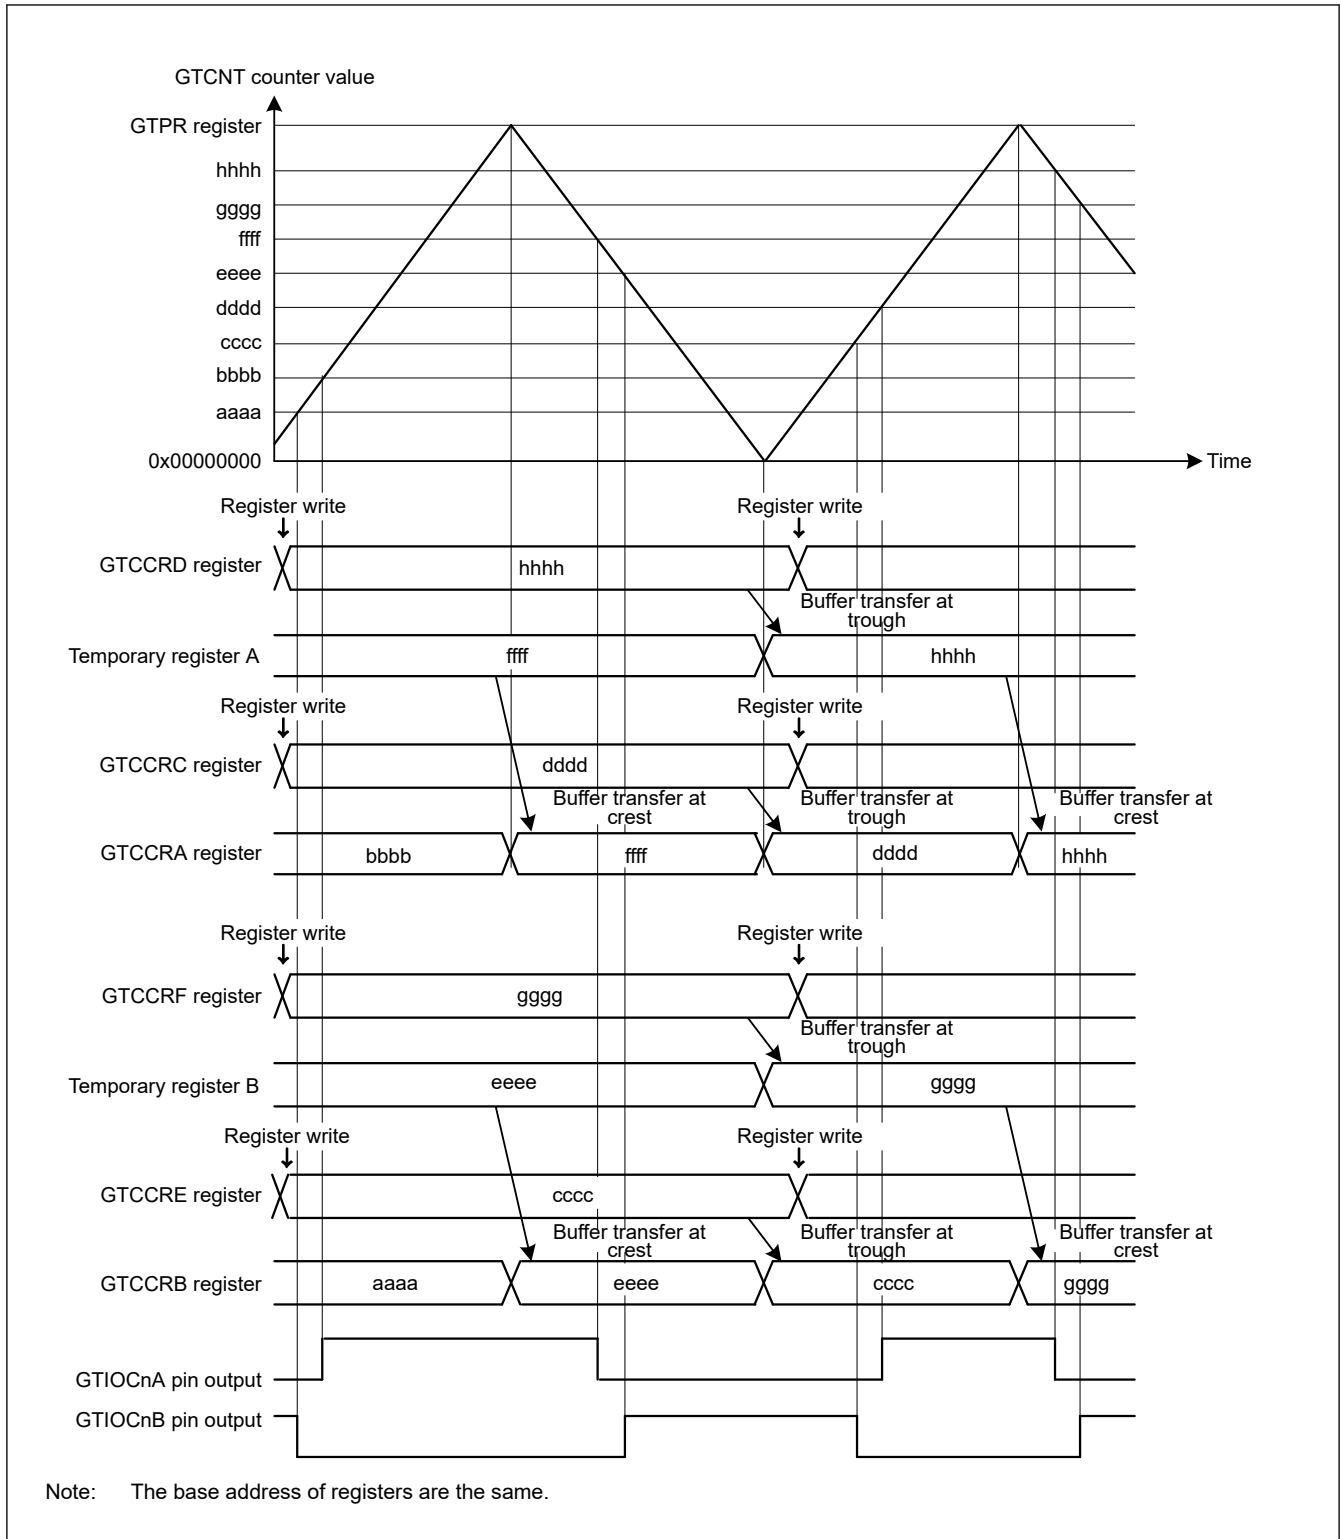 GTCNT counter value
GTPR register
hhhh
gggg
ffff
eeee
dddd
cccc
bbbb
aaaa
0x00000000
Time
Register write
Register write
GTCCRD register
hhhh
Buffer transfer at
trough
Temporary register A
ffff
hhhh
Register write
Register write
GTCCRC register
dddd
Buffer transfer at
crest
Buffer transfer at
trough
Buffer transfer at
crest
GTCCRA register
bbbb
ffff
dddd
hhhh
Register write
Register write
GTCCRF register
gggg
Buffer transfer at
trough
Temporary register B
eeee
gggg
Register write
Register write
GTCCRE register
cccc
Buffer transfer at
crest
Buffer transfer at
trough
Buffer transfer at
crest
GTCCRB register
aaaa
eeee
cccc
gggg
GTIOCnA pin output
GTIOCnB pin output
Note: The base address of registers are the same.